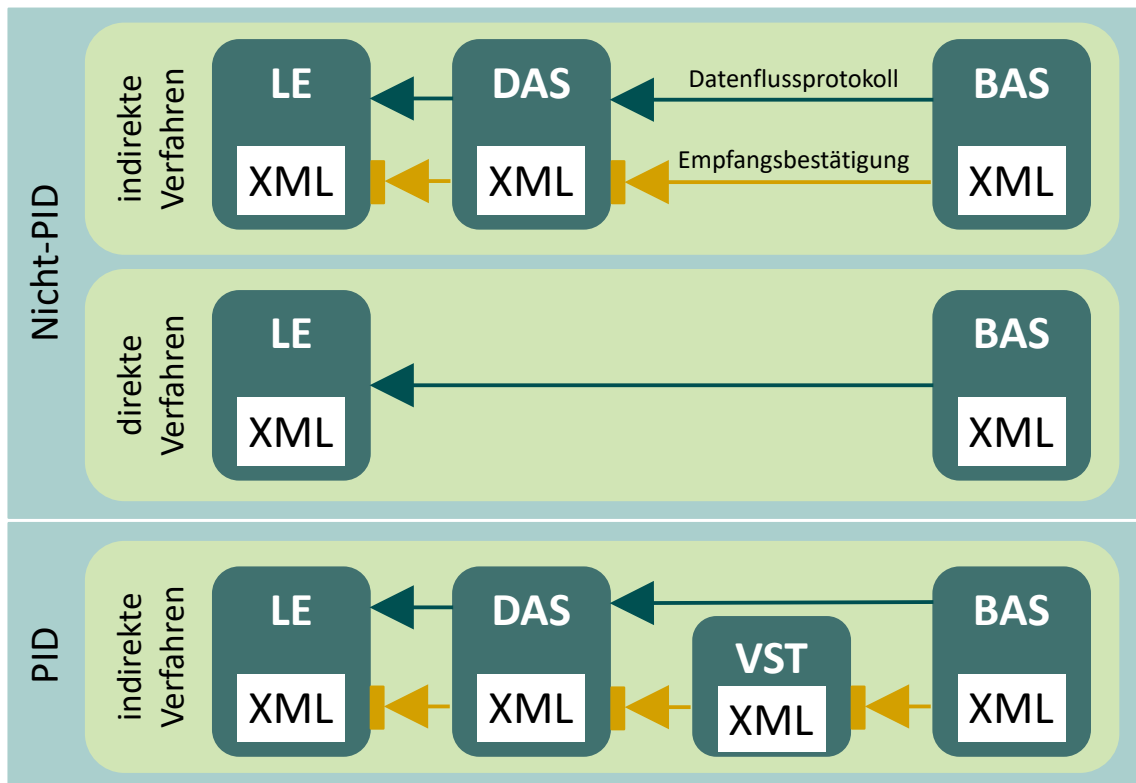 Nicht-PID
indirekte
Verfahren
LE
DAS
BAS
Datenflussprotokoll
Empfangsbestätigung
XML
XML
XML
direkte
Verfahren
LE
BAS
XML
XML
PID
indirekte
Verfahren
LE
DAS
VST
BAS
XML
XML
XML
XML